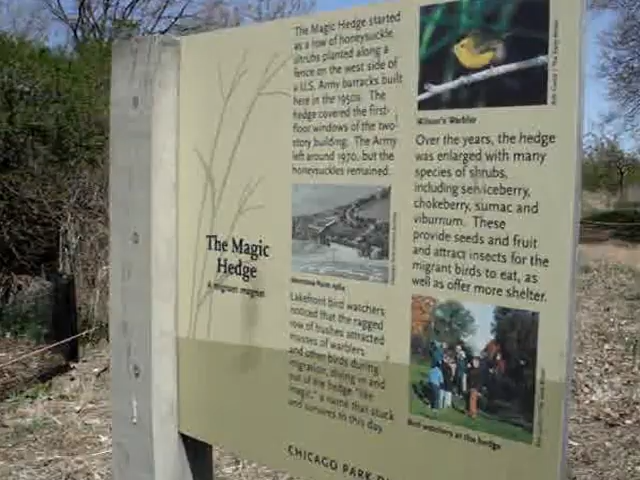 The Magic
Hedge
A migrant magnet
The Magic Hedge started
as a row of honeysuckle
shrubs planted along a
fence on the west side of
a U.S. Army barracks built
here in the 1950s. The
hedge covered the first-
floor windows of the two-
story building. The Army
left around 1970, but the
honeysuckles remained.
Lakefront bird watchers
noticed that the ragged
row of bushes attracted
masses of warblers
and other birds during
migration, diving in and
out of the hedge "like
magic," a name that stuck
and survives to this day.
Wilson's Warbler
Over the years, the hedge
was enlarged with many
species of shrubs,
including serviceberry,
chokeberry, sumac and
viburnum. These
provide seeds and fruit
and attract insects for the
migrant birds to eat, as
well as offer more shelter.
Bird watchers at the hedge
CHICAGO PARK